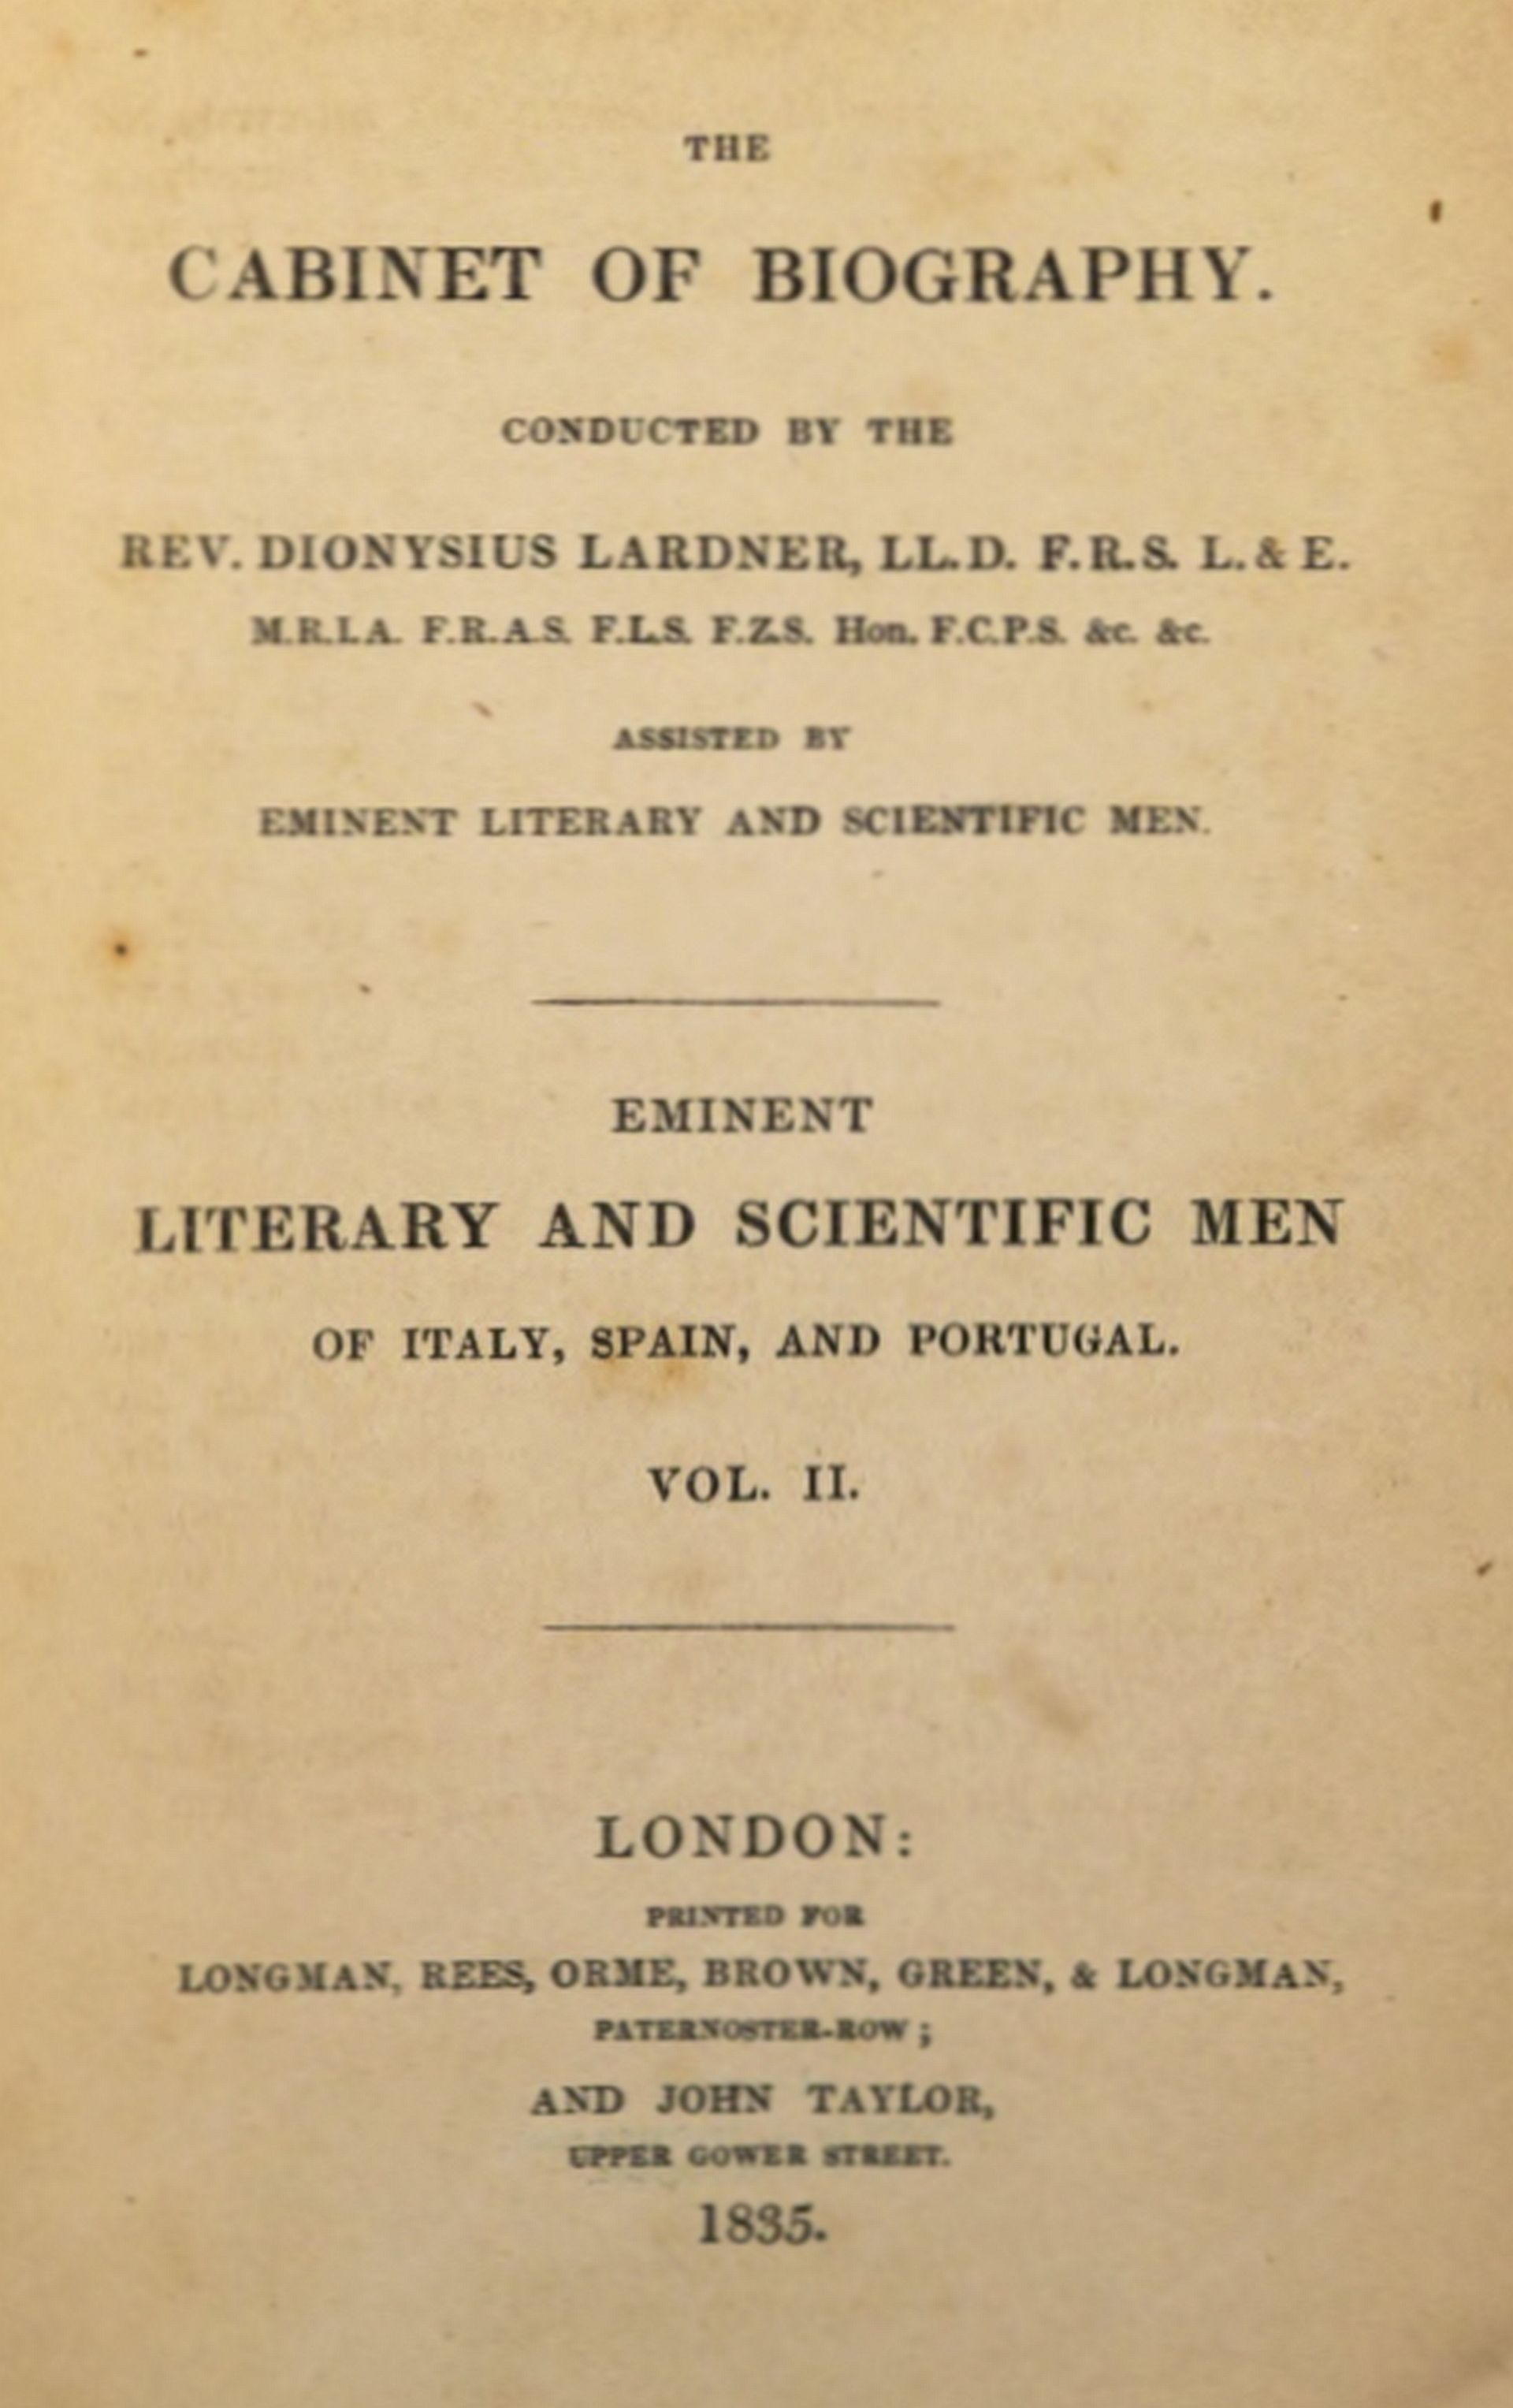 THE
CABINET OF BIOGRAPHY.
CONDUCTED BY THE
REV. DIONYSIUS LARDNER, LL.D. F.R.S. L. & E.
M.R.I.A. F.R.A.S. F.L.S. F.Z.S. Hon. F.C.P.S. &c. &c.
ASSISTED BY
EMINENT LITERARY AND SCIENTIFIC MEN.
EMINENT
LITERARY AND SCIENTIFIC MEN
OF ITALY, SPAIN, AND PORTUGAL.
VOL. II.
LONDON:
PRINTED FOR
LONGMAN, REES, ORME, BROWN, GREEN, & LONGMAN,
PATERNOSTER-ROW;
AND JOHN TAYLOR,
UPPER GOWER STREET.
1835.